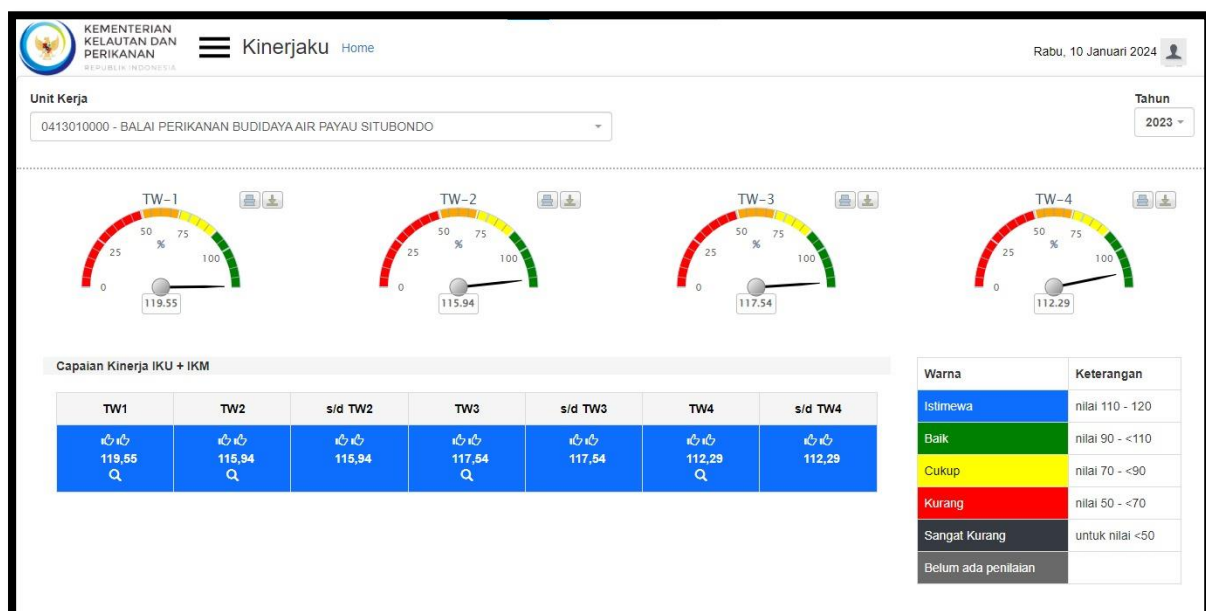 KEMENTERIAN
KELAUTAN DAN
PERIKANAN
REPUBLIK INDONESIA
Kinerjaku Home
Rabu, 10 Januari 2024
Unit Kerja
Tahun
0413010000 - BALAI PERIKANAN BUDIDAYA AIR PAYAU SITUBONDO
2023
TW-1
0 25 50 75 100
%
119.55
TW-2
0 25 50 75 100
%
115.94
TW-3
0 25 50 75 100
%
117.54
TW-4
0 25 50 75 100
%
112.29
Capaian Kinerja IKU + IKM
TW1 TW2 s/d TW2 TW3 s/d TW3 TW4 s/d TW4
119,55 115,94 115,94 117,54 117,54 112,29 112,29
Warna Keterangan
Istimewa nilai 110 - 120
Baik nilai 90 - <110
Cukup nilai 70 - <90
Kurang nilai 50 - <70
Sangat Kurang untuk nilai <50
Belum ada penilaian